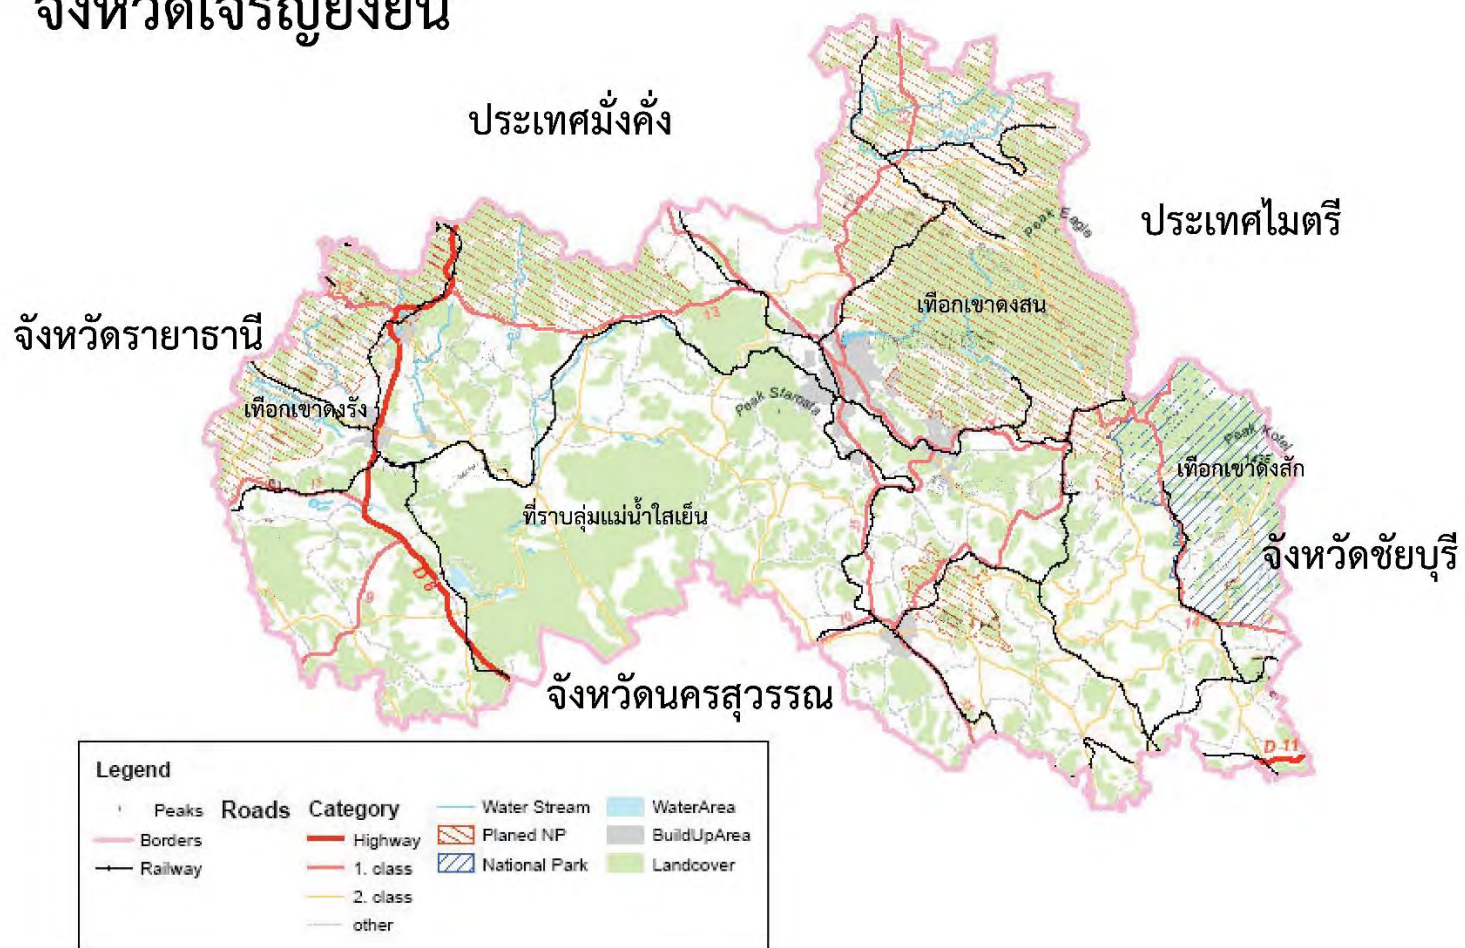 จังหวัดเจริญยั่งยืน
ประเทศมั่งคั่ง
ประเทศไมตรี
จังหวัดรายาธานี
เทือกเขาดงรัง
เทือกเขาดงสน
เทือกเขาดงสัก
ที่ราบลุ่มแม่น้ำใสเย็น
จังหวัดชัยบุรี
จังหวัดนครสุวรรณ
Peak Eagle
Peak Starosta
Peak Kofel
12
13
13
9
D 6
14
D 11
Legend
Peaks
Borders
Railway
Roads
Category
Highway
1. class
2. class
other
Water Stream
Planed NP
National Park
WaterArea
BuildUpArea
Landcover